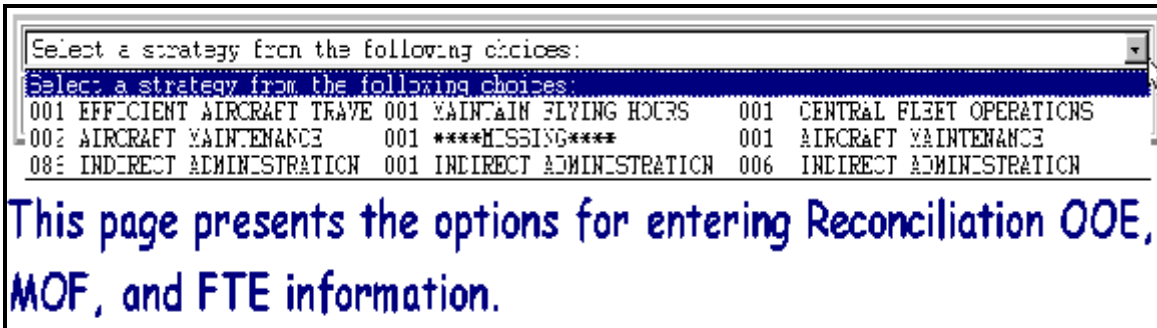 Select a strategy from the following choices:
Select a strategy from the following choices:
001 EFFICIENT AIRCRAFT TRAVE 001 MAINTAIN FLYING HOURS 001 CENTRAL FLEET OPERATIONS
002 AIRCRAFT MAINTENANCE 001 ****MISSING**** 001 AIRCRAFT MAINTENANCE
INDIRECT ADMINISTRATION 001 INDIRECT ADMINISTRATION 006 INDIRECT ADMINISTRATION
This page presents the options for entering Reconciliation OOE,
MOF, and FTE information.